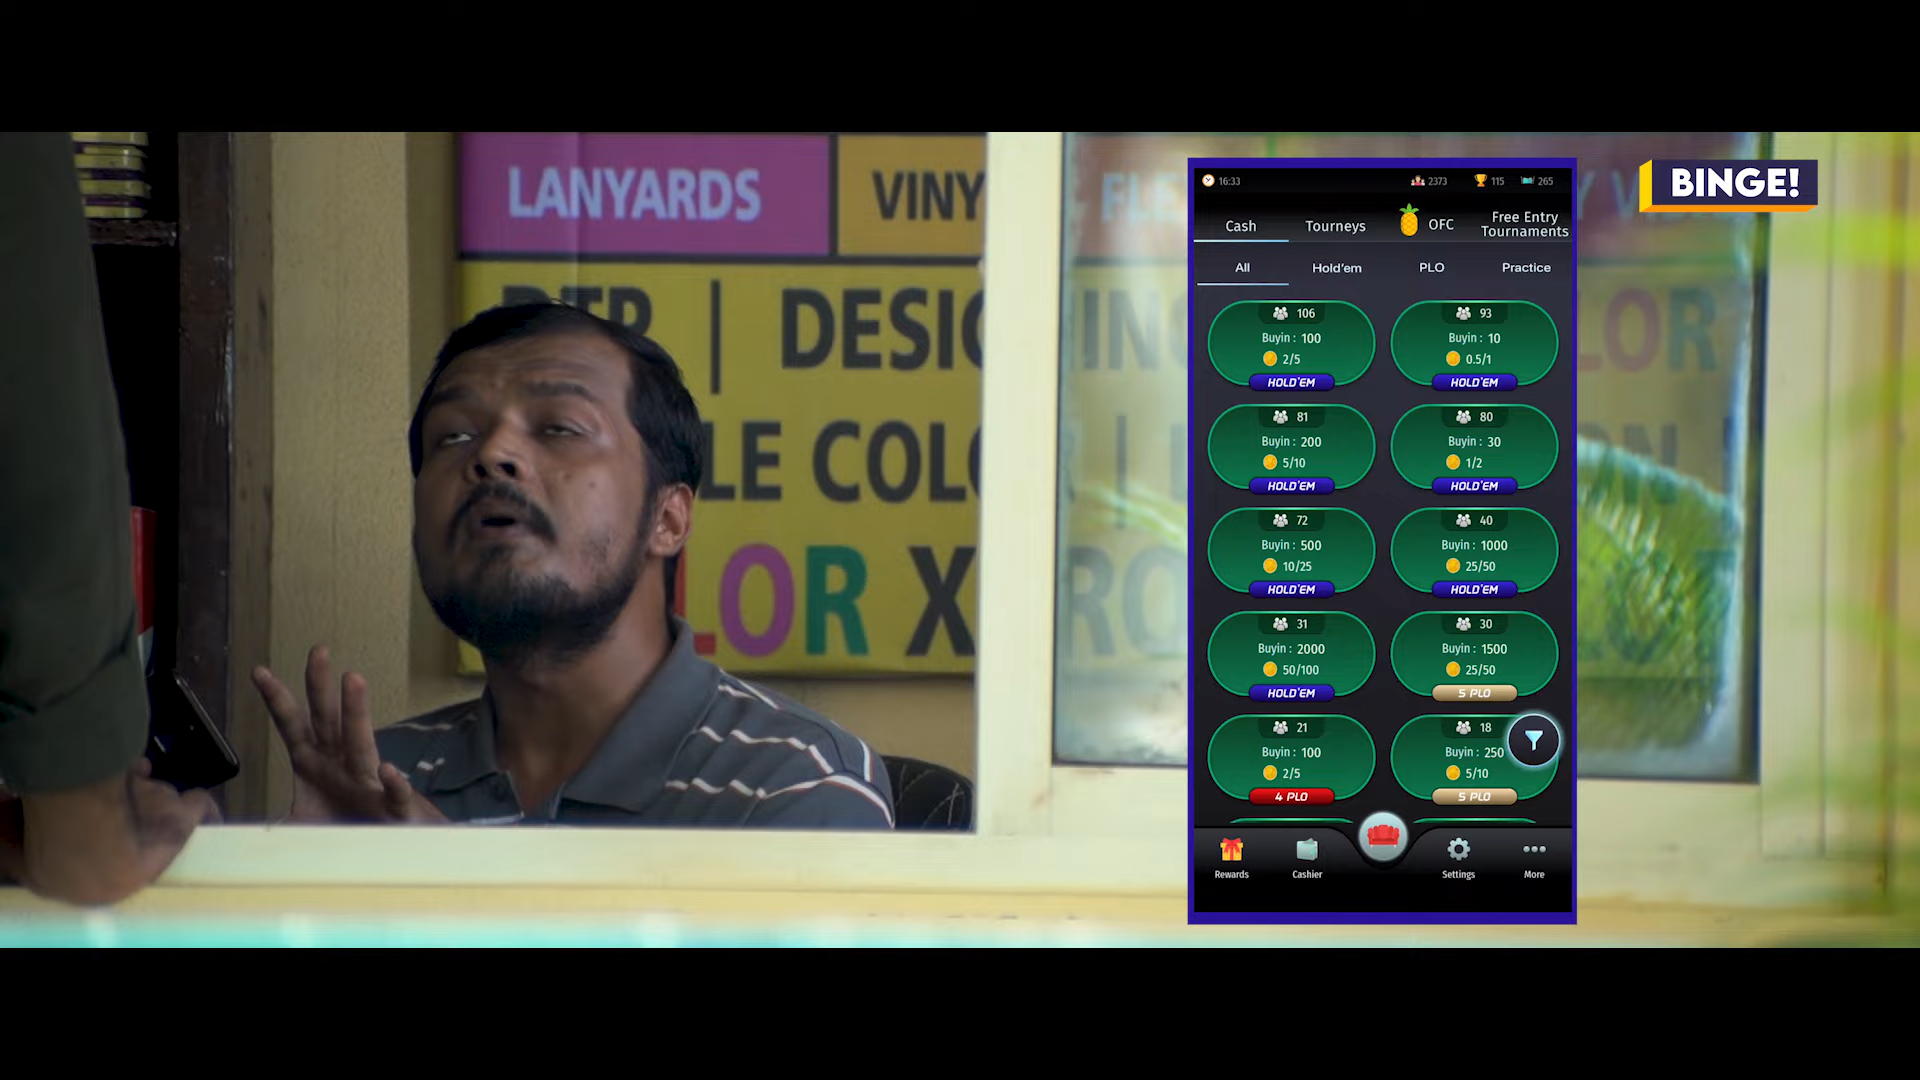 LANYARDS
VINY
DTP | DESIG
LE COL
LOR X
BINGE!
16:33
2373
115
265
Cash
Tourneys
OFC
Free Entry
Tournaments
All
Hold'em
PLO
Practice
106
Buyin : 100
2/5
HOLD'EM
93
Buyin : 10
0.5/1
HOLD'EM
81
Buyin : 200
5/10
HOLD'EM
80
Buyin : 30
1/2
HOLD'EM
72
Buyin : 500
10/25
HOLD'EM
40
Buyin : 1000
25/50
HOLD'EM
31
Buyin : 2000
50/100
HOLD'EM
30
Buyin : 1500
25/50
5 PLO
21
Buyin : 100
2/5
4 PLO
18
Buyin : 250
5/10
5 PLO
Rewards
Cashier
Settings
More